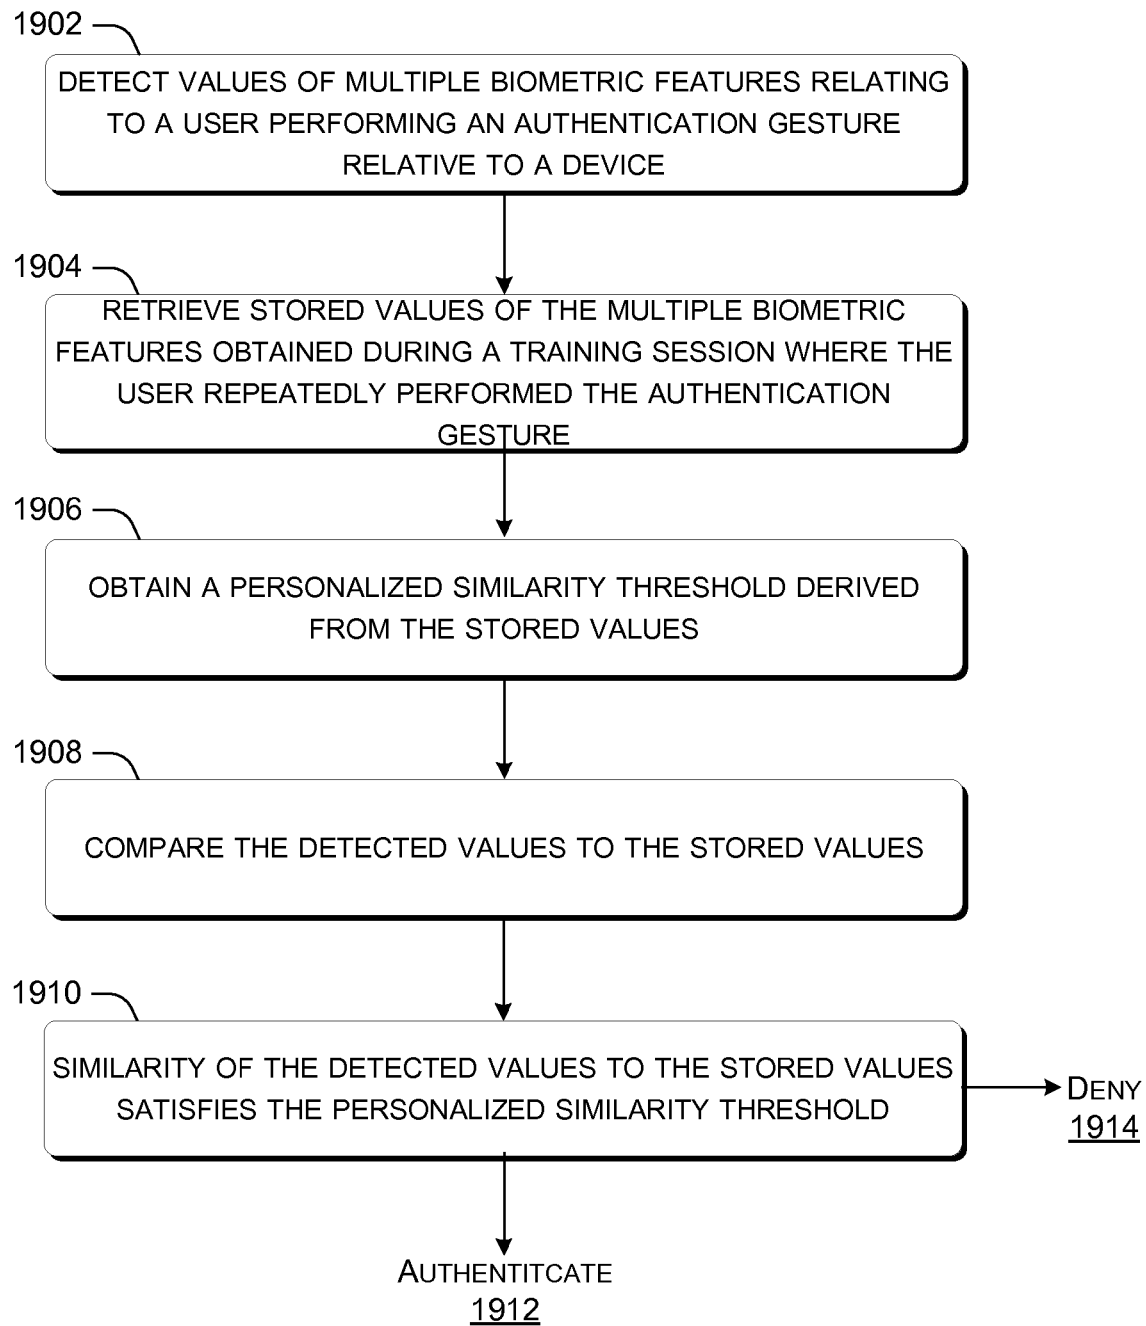 1902
DETECT VALUES OF MULTIPLE BIOMETRIC FEATURES RELATING
TO A USER PERFORMING AN AUTHENTICATION GESTURE
RELATIVE TO A DEVICE
1904
RETRIEVE STORED VALUES OF THE MULTIPLE BIOMETRIC
FEATURES OBTAINED DURING A TRAINING SESSION WHERE THE
USER REPEATEDLY PERFORMED THE AUTHENTICATION
GESTURE
1906
OBTAIN A PERSONALIZED SIMILARITY THRESHOLD DERIVED
FROM THE STORED VALUES
1908
COMPARE THE DETECTED VALUES TO THE STORED VALUES
1910
SIMILARITY OF THE DETECTED VALUES TO THE STORED VALUES
SATISFIES THE PERSONALIZED SIMILARITY THRESHOLD
DENY
1914
AUTHENTITCATE
1912